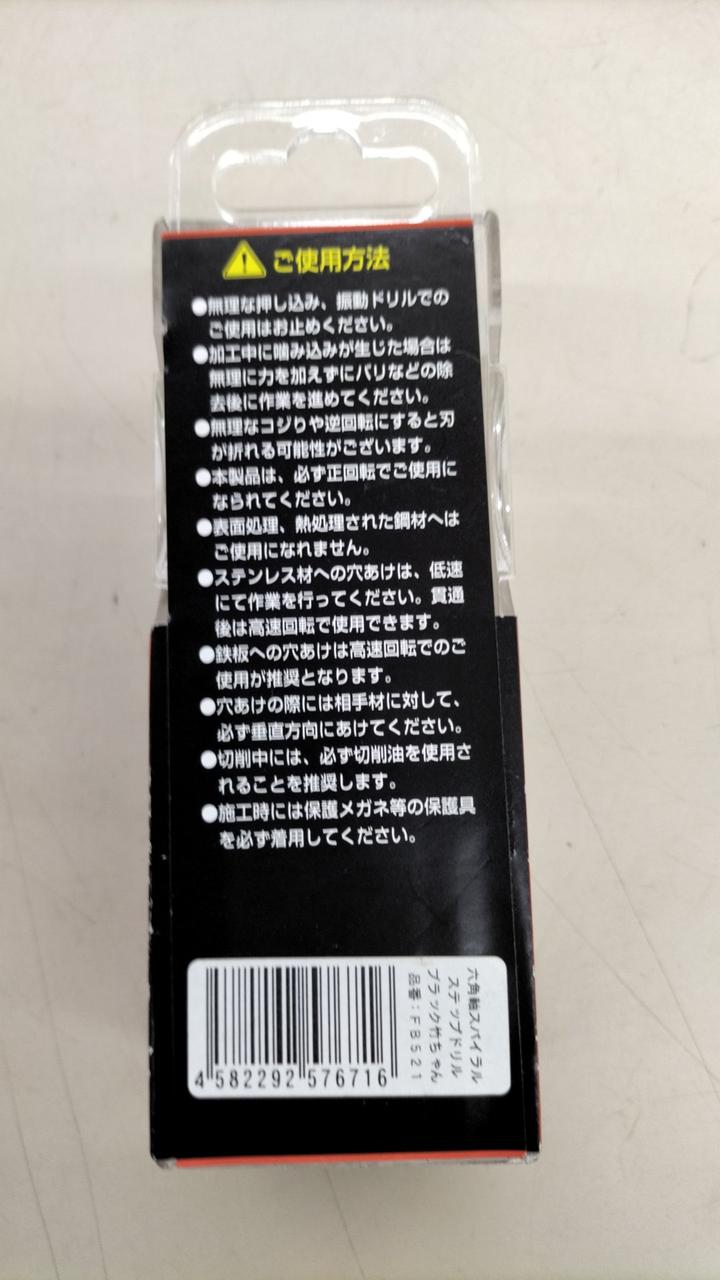 ご使用方法
●無理な押し込み、振動ドリルでの
ご使用はお止めください。
●加工中に噛み込みが生じた場合は
無理に力を加えずにバリなどの除
去後に作業を進めてください。
●無理なコジりや逆回転にすると刃
が折れる可能性がございます。
●本製品は、必ず正回転でご使用に
なられてください。
●表面処理、熱処理された鋼材へは
ご使用になれません。
●ステンレス材への穴あけは、低速
にて作業を行ってください。貫通
後は高速回転で使用できます。
●鉄板への穴あけは高速回転でのご
使用が推奨となります。
●穴あけの際には相手材に対して、
必ず垂直方向にあけてください。
●切削中には、必ず切削油を使用さ
れることを推奨します。
●施工時には保護メガネ等の保護具
を必ず着用してください。
六角軸スパイラル
ステップドリル
ブラック竹ちゃん
品番：FB521
4 582292 576716